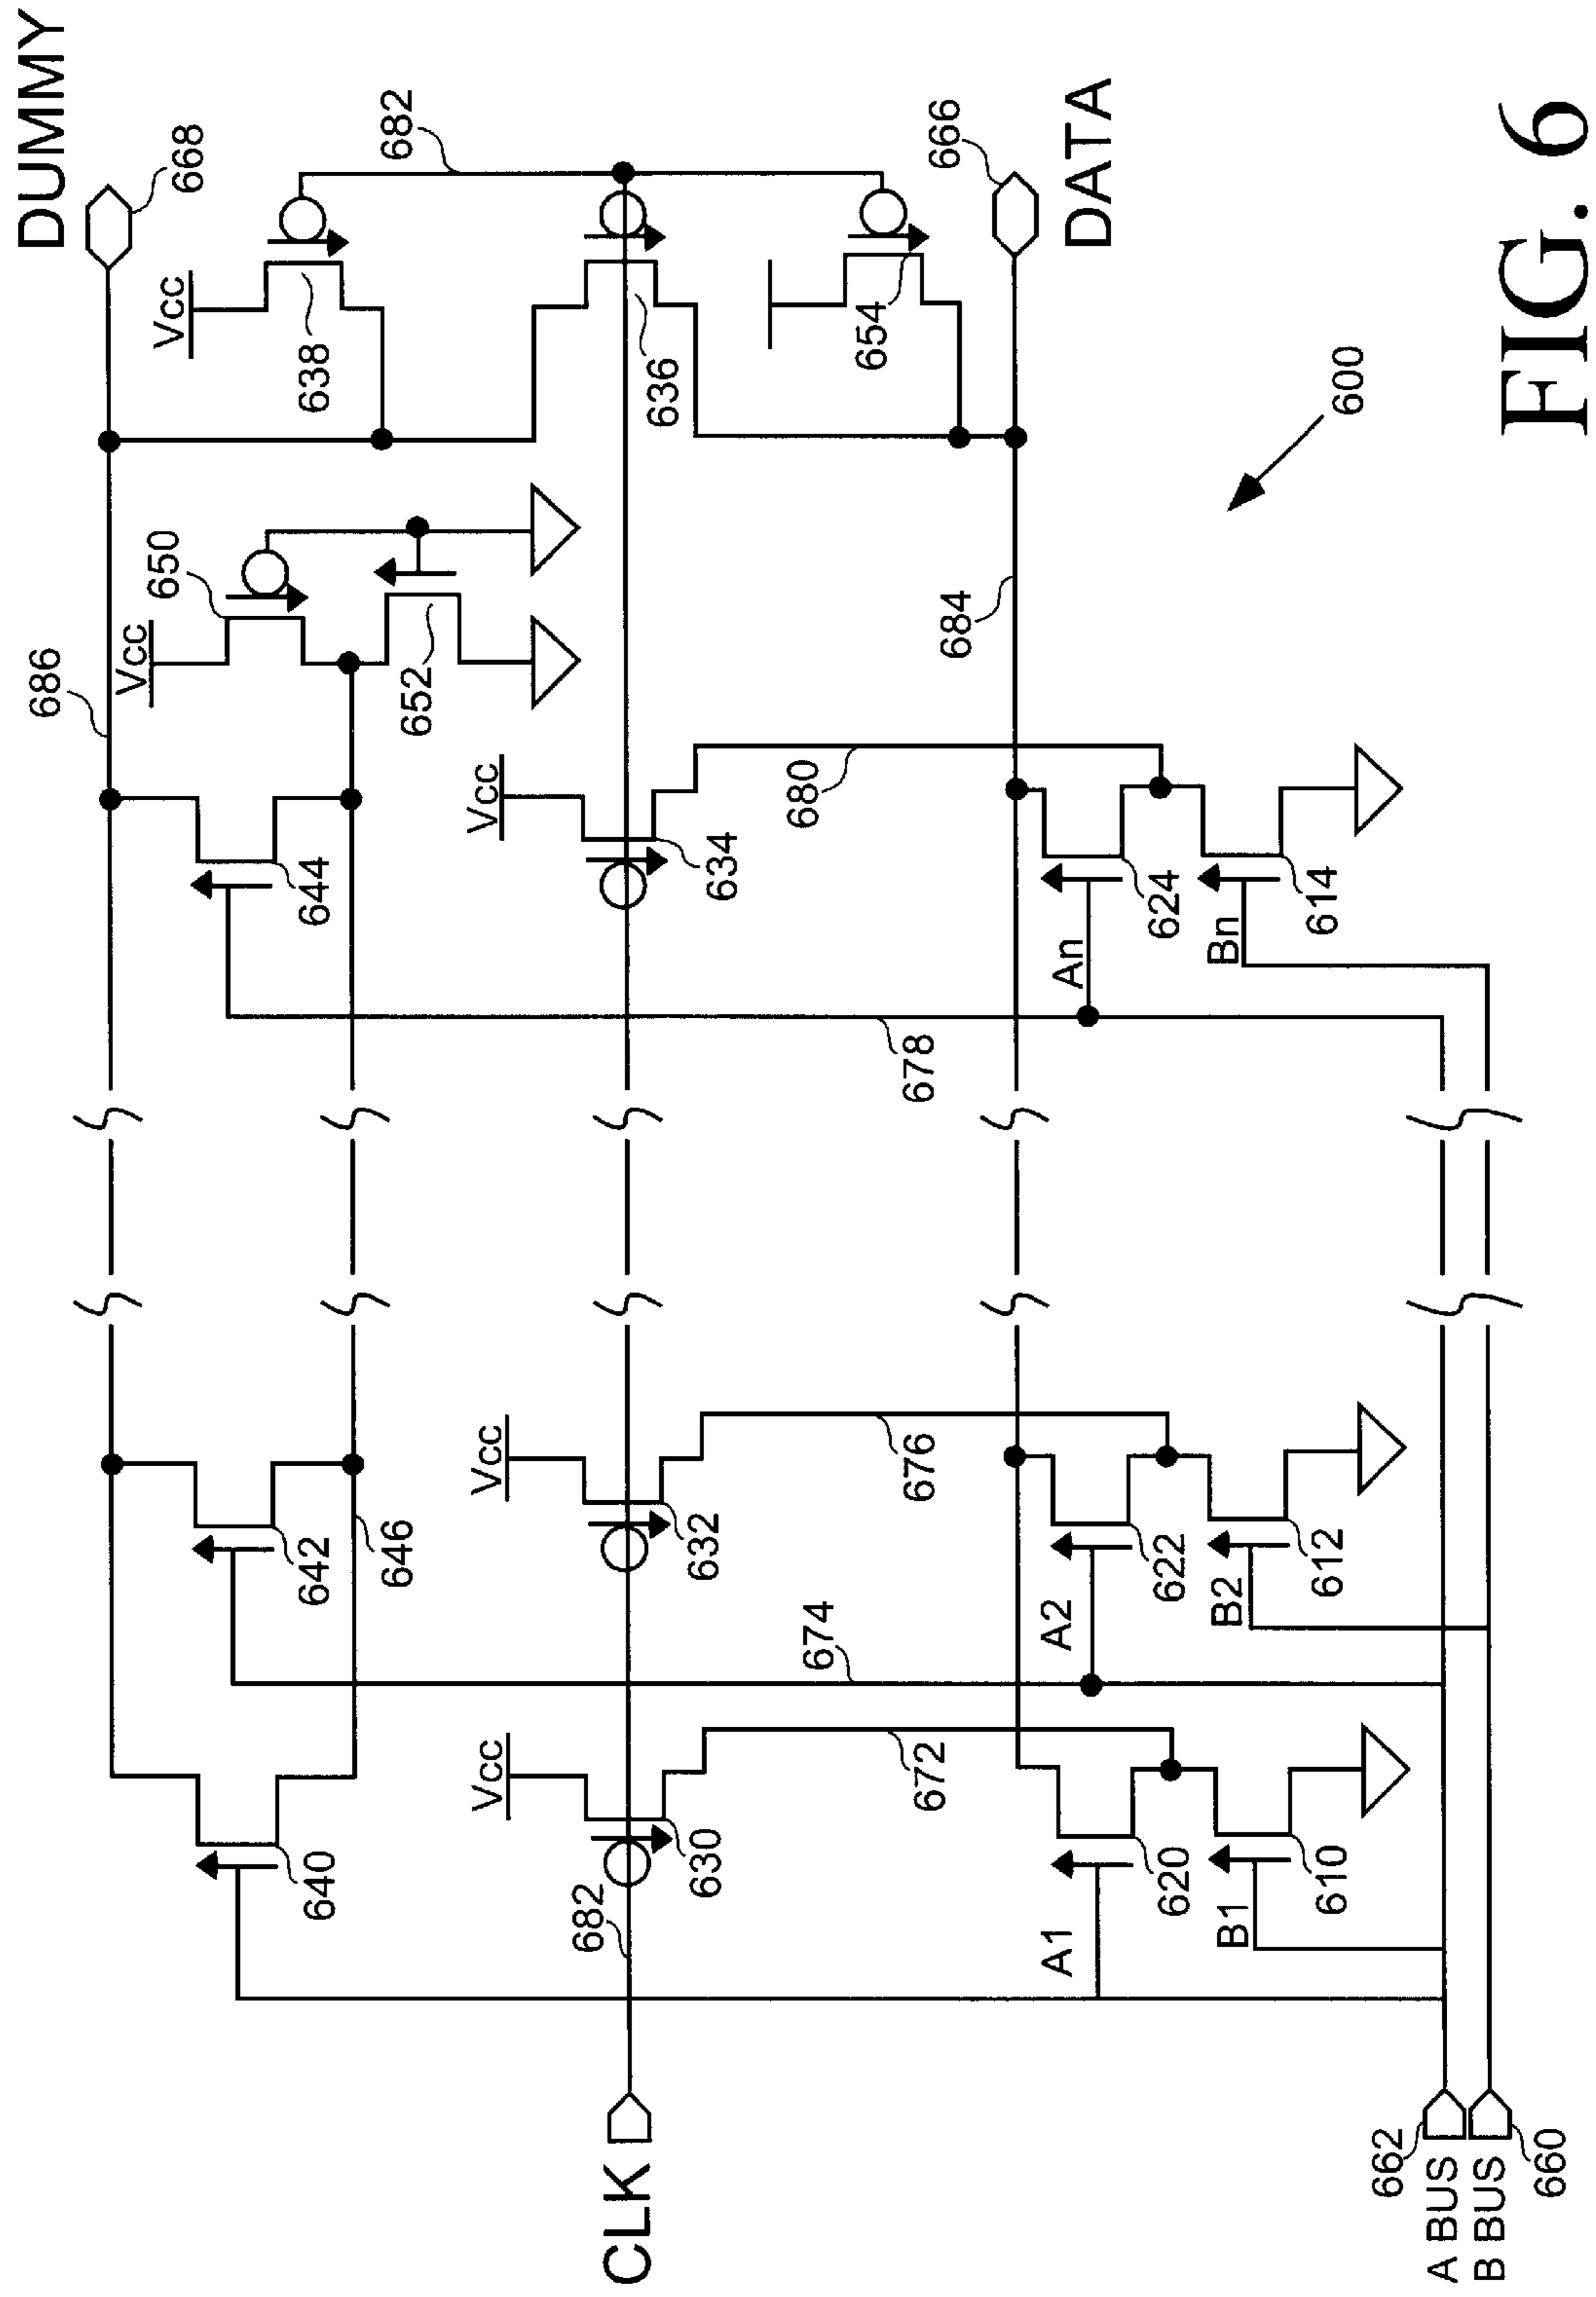 DUMMY
668
Vcc
638
682
636
654
666
DATA
686
Vcc
650
652
684
600
644
Vcc
634
680
An
624
Bn
614
678
642
646
Vcc
632
676
A2
622
B2
612
674
640
Vcc
630
672
682
A1
620
B1
610
CLK
662
A BUS
B BUS
660
FIG. 6